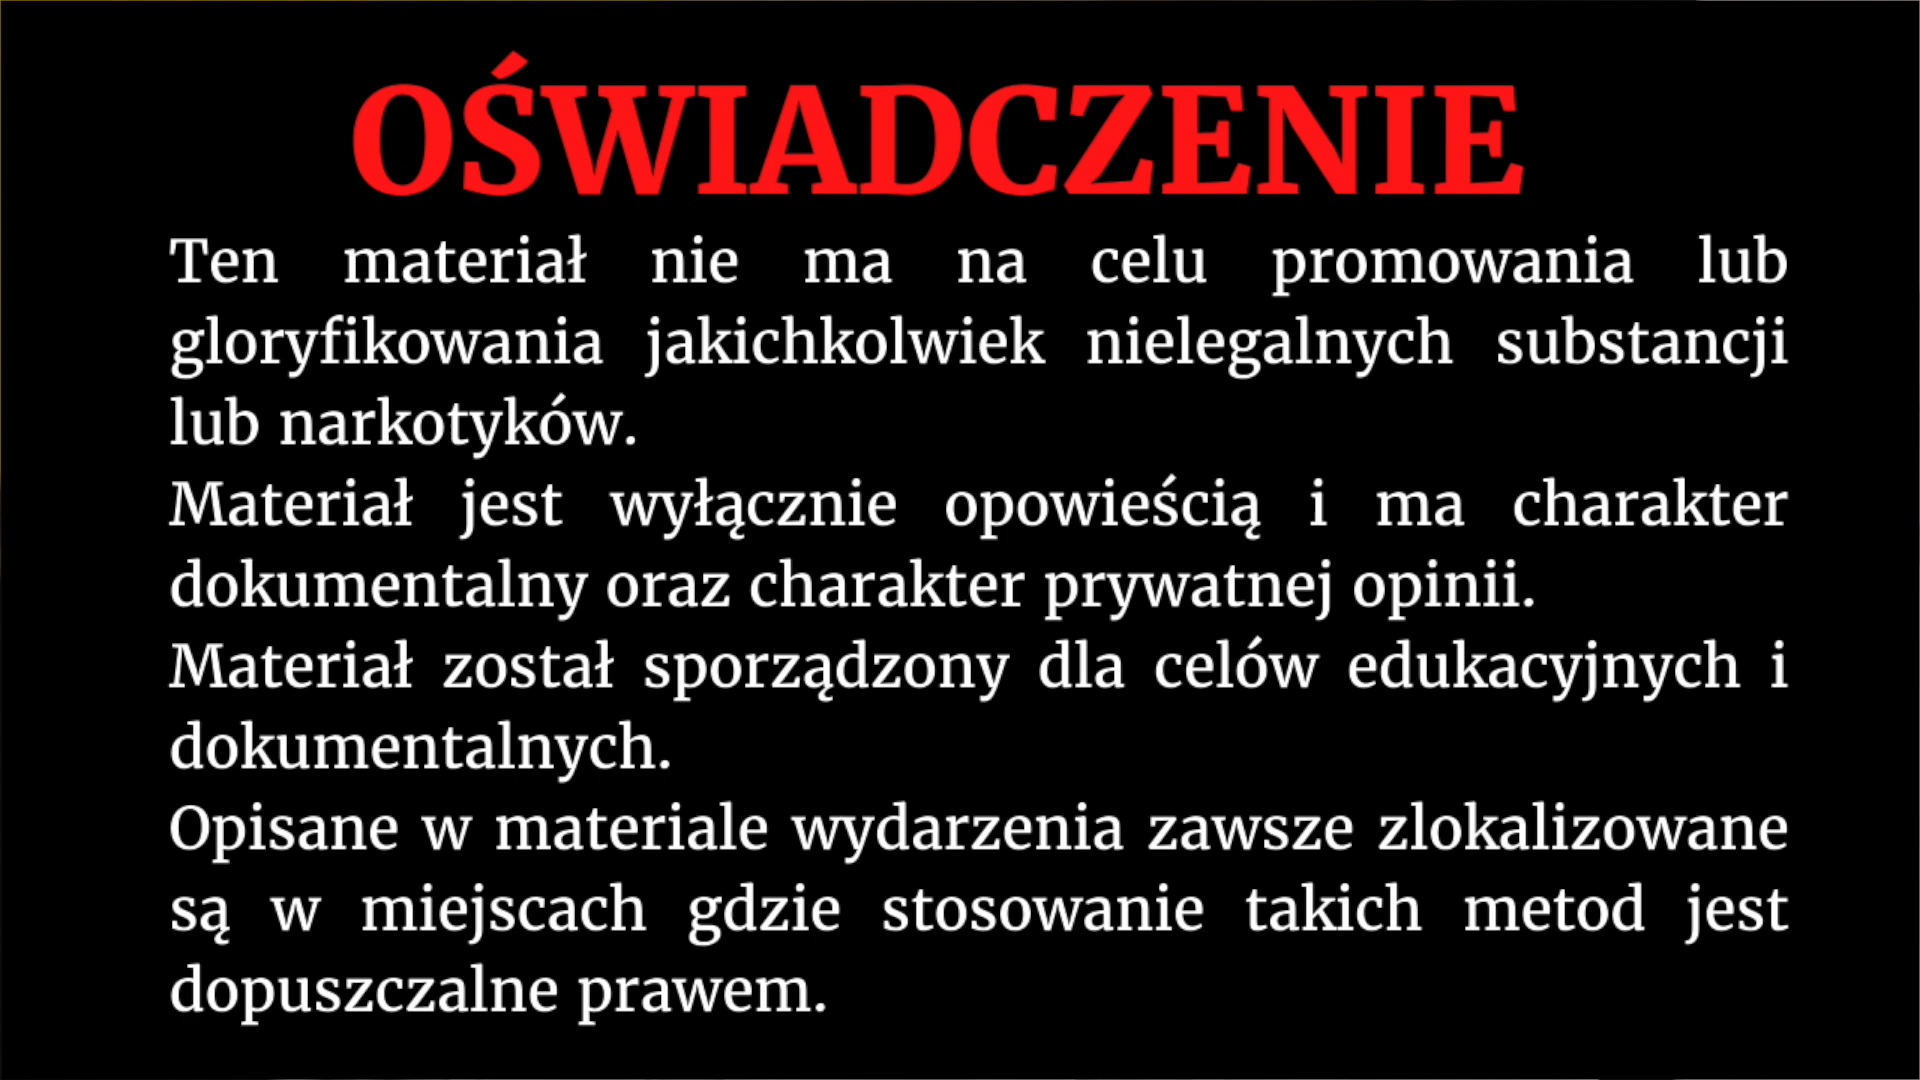 OŚWIADCZENIE
Ten materiał nie ma na celu promowania lub
gloryfikowania jakichkolwiek nielegalnych substancji
lub narkotyków.
Materiał jest wyłącznie opowieścią i ma charakter
dokumentalny oraz charakter prywatnej opinii.
Materiał został sporządzony dla celów edukacyjnych i
dokumentalnych.
Opisane w materiale wydarzenia zawsze zlokalizowane
są w miejscach gdzie stosowanie takich metod jest
dopuszczalne prawem.